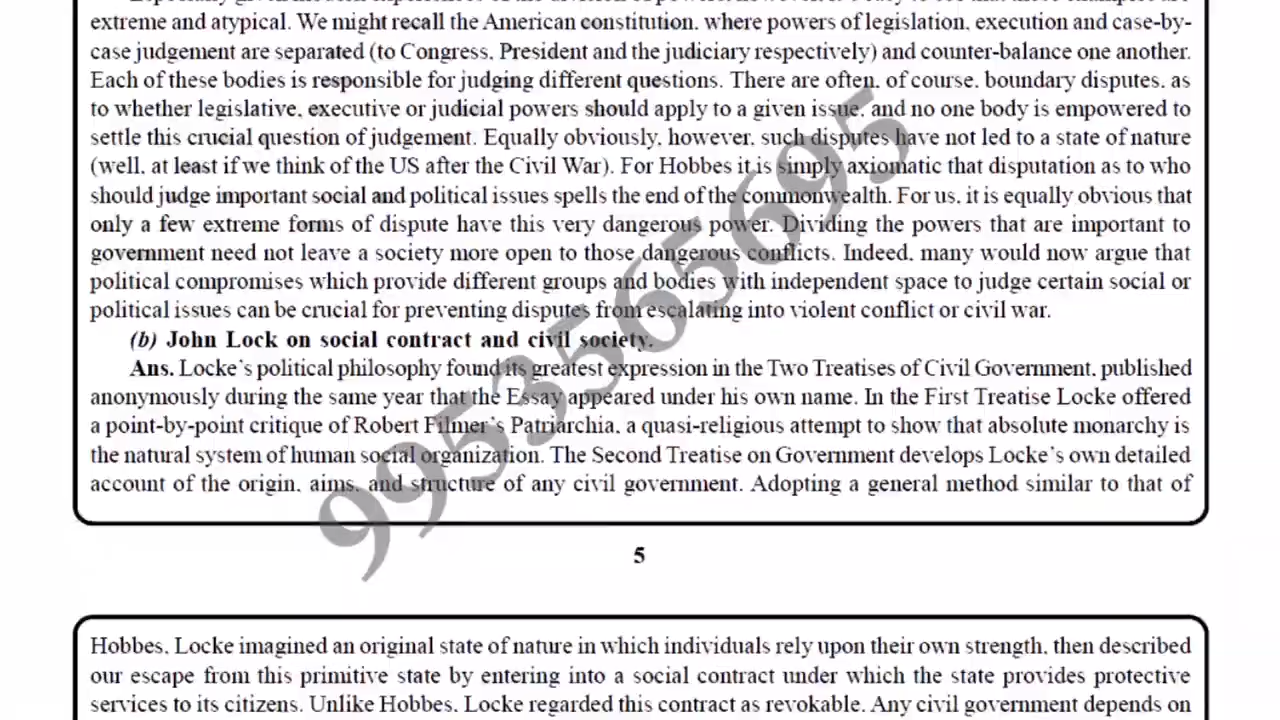 extreme and atypical. We might recall the American constitution, where powers of legislation, execution and case-by-
case judgement are separated (to Congress, President and the judiciary respectively) and counter-balance one another.
Each of these bodies is responsible for judging different questions. There are often, of course, boundary disputes, as
to whether legislative, executive or judicial powers should apply to a given issue, and no one body is empowered to
settle this crucial question of judgement. Equally obviously, however, such disputes have not led to a state of nature
(well, at least if we think of the US after the Civil War). For Hobbes it is simply axiomatic that disputation as to who
should judge important social and political issues spells the end of the commonwealth. For us, it is equally obvious that
only a few extreme forms of dispute have this very dangerous power. Dividing the powers that are important to
government need not leave a society more open to those dangerous conflicts. Indeed, many would now argue that
political compromises which provide different groups and bodies with independent space to judge certain social or
political issues can be crucial for preventing disputes from escalating into violent conflict or civil war.
(b) John Lock on social contract and civil society.
Ans. Locke's political philosophy found its greatest expression in the Two Treatises of Civil Government, published
anonymously during the same year that the Essay appeared under his own name. In the First Treatise Locke offered
a point-by-point critique of Robert Filmer's Patriarchia, a quasi-religious attempt to show that absolute monarchy is
the natural system of human social organization. The Second Treatise on Government develops Locke's own detailed
account of the origin, aims, and structure of any civil government. Adopting a general method similar to that of
9953565695
5
Hobbes, Locke imagined an original state of nature in which individuals rely upon their own strength, then described
our escape from this primitive state by entering into a social contract under which the state provides protective
services to its citizens. Unlike Hobbes, Locke regarded this contract as revokable. Any civil government depends on